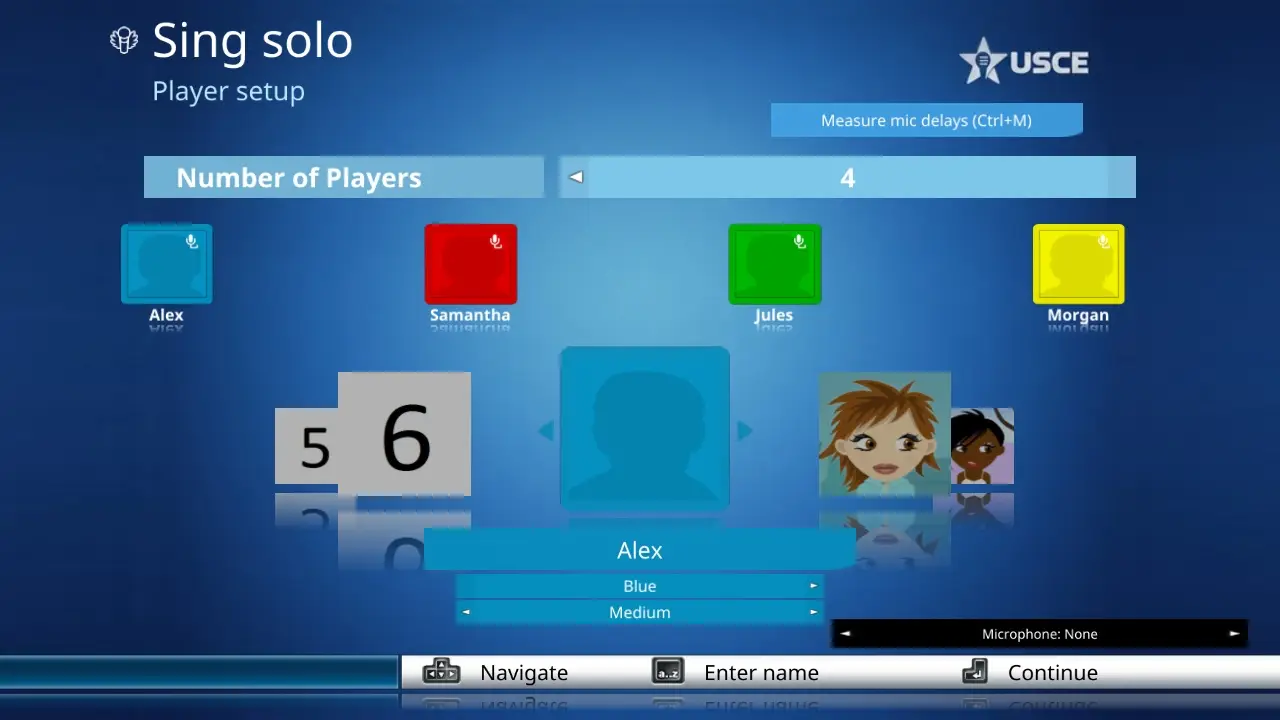 Sing solo
Player setup
USCE
Measure mic delays (Ctrl+M)
Number of Players
4
Alex
Samantha
Jules
Morgan
5
6
Alex
Blue
Medium
Microphone: None
Navigate
a..z
Enter name
Continue